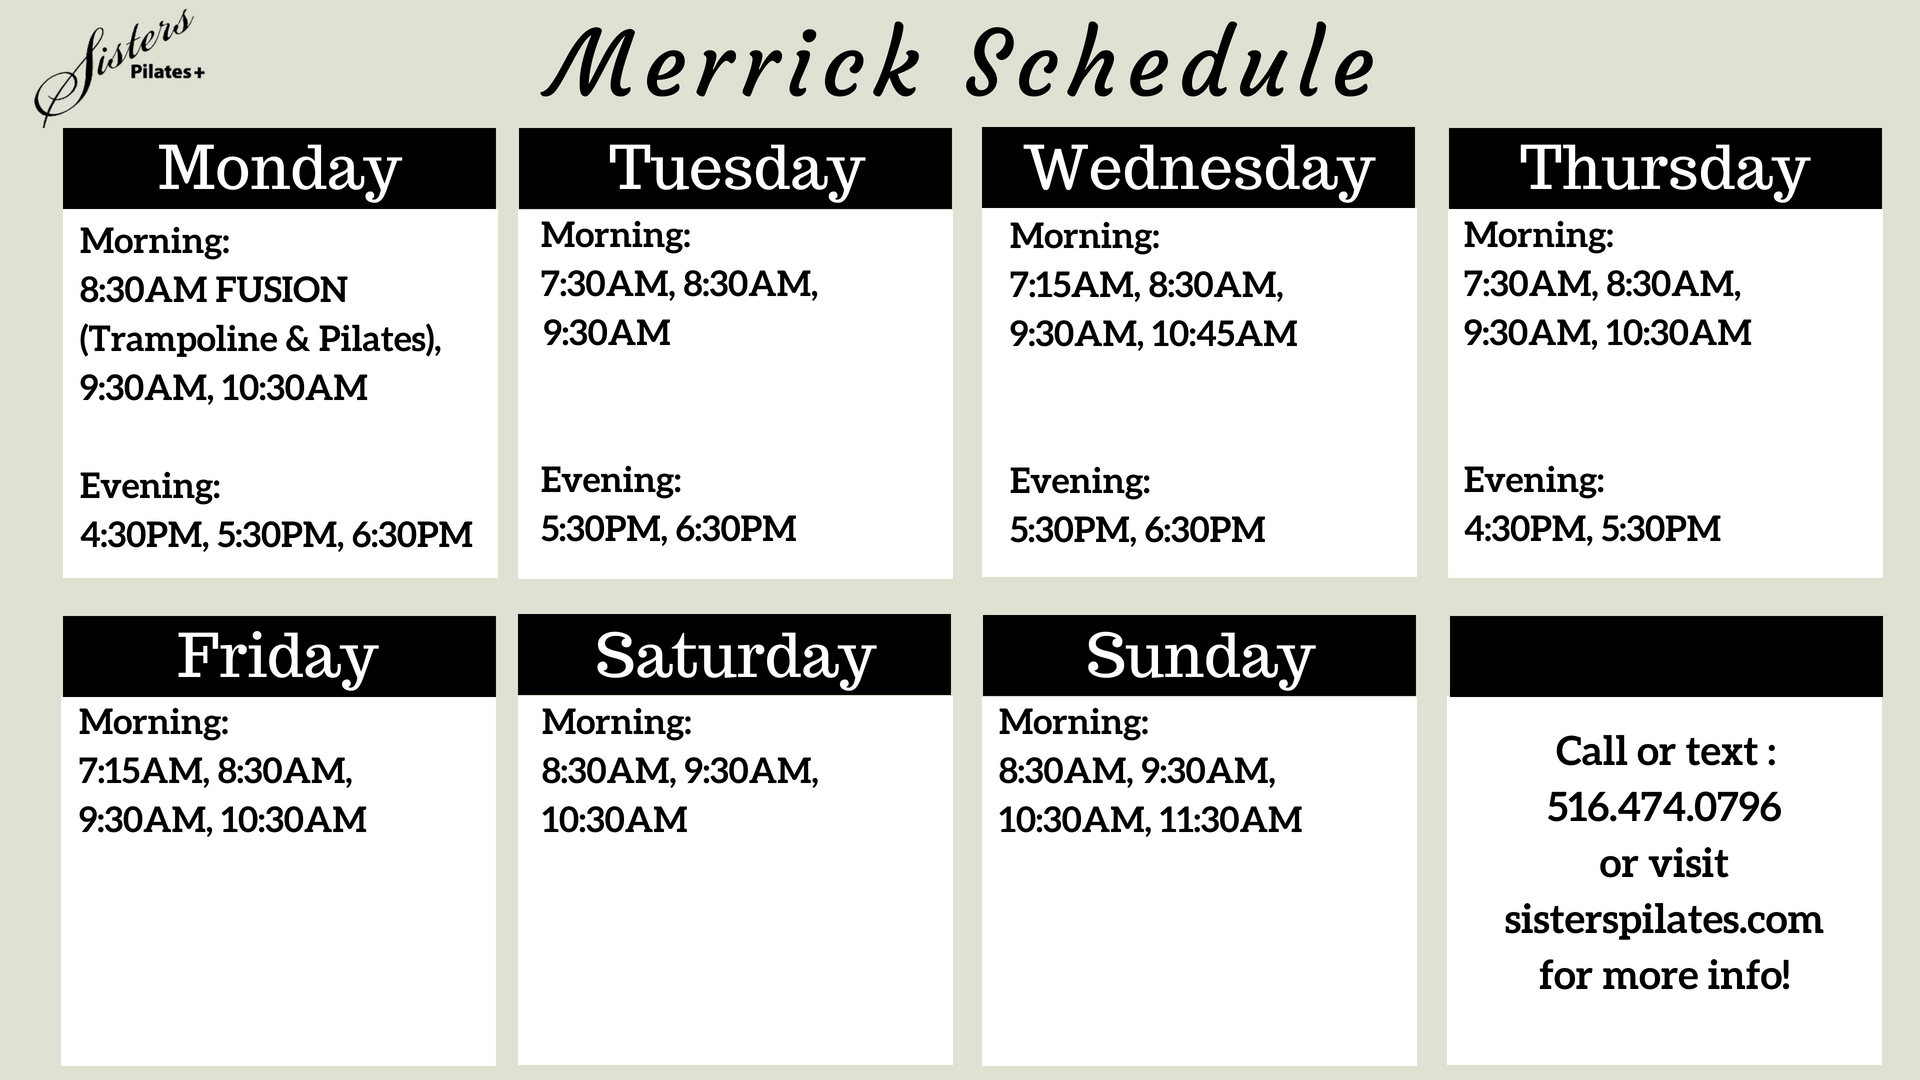 Sisters
Pilates+
Merrick Schedule
Monday
Morning:
8:30AM FUSION
(Trampoline & Pilates),
9:30AM, 10:30AM
Evening:
4:30PM, 5:30PM, 6:30PM
Tuesday
Morning:
7:30AM, 8:30AM,
9:30AM
Evening:
5:30PM, 6:30PM
Wednesday
Morning:
7:15AM, 8:30AM,
9:30AM, 10:45AM
Evening:
5:30PM, 6:30PM
Thursday
Morning:
7:30AM, 8:30AM,
9:30AM, 10:30AM
Evening:
4:30PM, 5:30PM
Friday
Morning:
7:15AM, 8:30AM,
9:30AM, 10:30AM
Saturday
Morning:
8:30AM, 9:30AM,
10:30AM
Sunday
Morning:
8:30AM, 9:30AM,
10:30AM, 11:30AM
Call or text :
516.474.0796
or visit
sisterspilates.com
for more info!